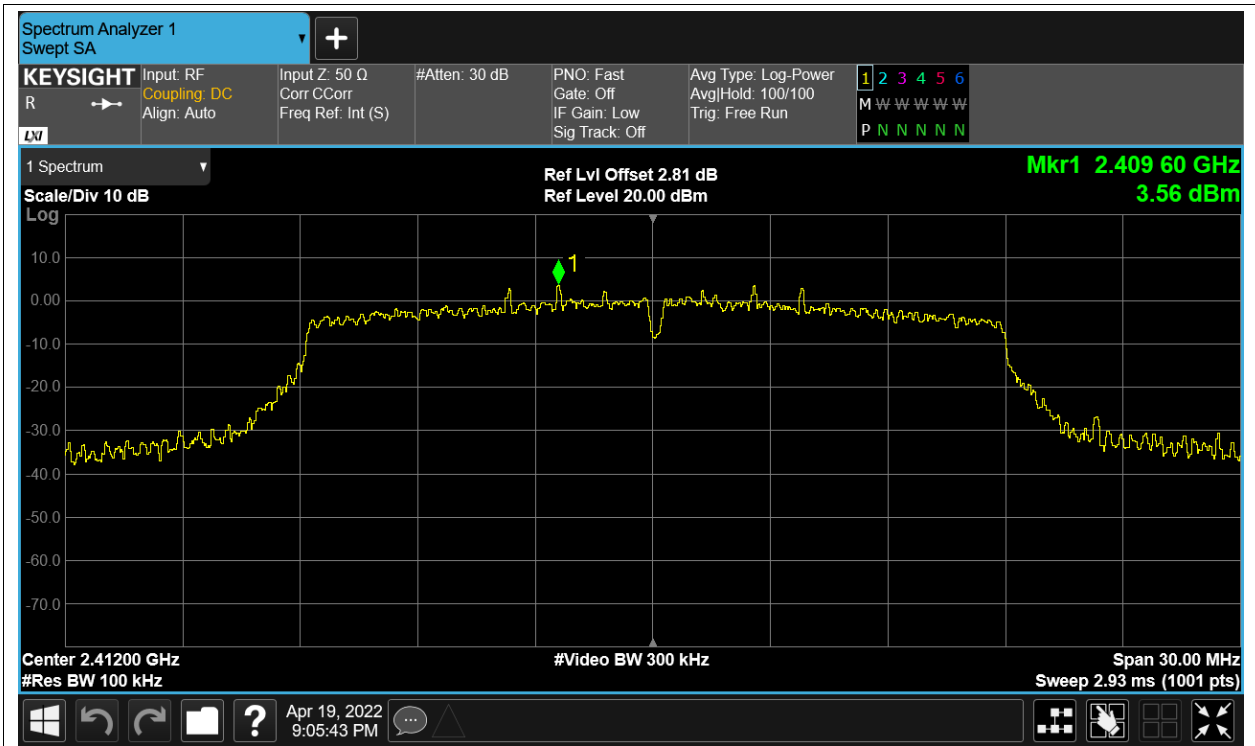 Spectrum Analyzer 1
Swept SA
KEYSIGHT
R
LXI
Input: RF
Coupling: DC
Align: Auto
Input Z: 50 Ω
Corr CCorr
Freq Ref: Int (S)
#Atten: 30 dB
PNO: Fast
Gate: Off
IF Gain: Low
Sig Track: Off
Avg Type: Log-Power
Avg|Hold: 100/100
Trig: Free Run
1 2 3 4 5 6
M W W W W W W
P N N N N N
1 Spectrum
Scale/Div 10 dB
Ref Lvl Offset 2.81 dB
Ref Level 20.00 dBm
Mkr1 2.409 60 GHz
3.56 dBm
Log
1
10.0
0.00
-10.0
-20.0
-30.0
-40.0
-50.0
-60.0
-70.0
Center 2.41200 GHz
#Res BW 100 kHz
#Video BW 300 kHz
Span 30.00 MHz
Sweep 2.93 ms (1001 pts)
?
Apr 19, 2022
9:05:43 PM